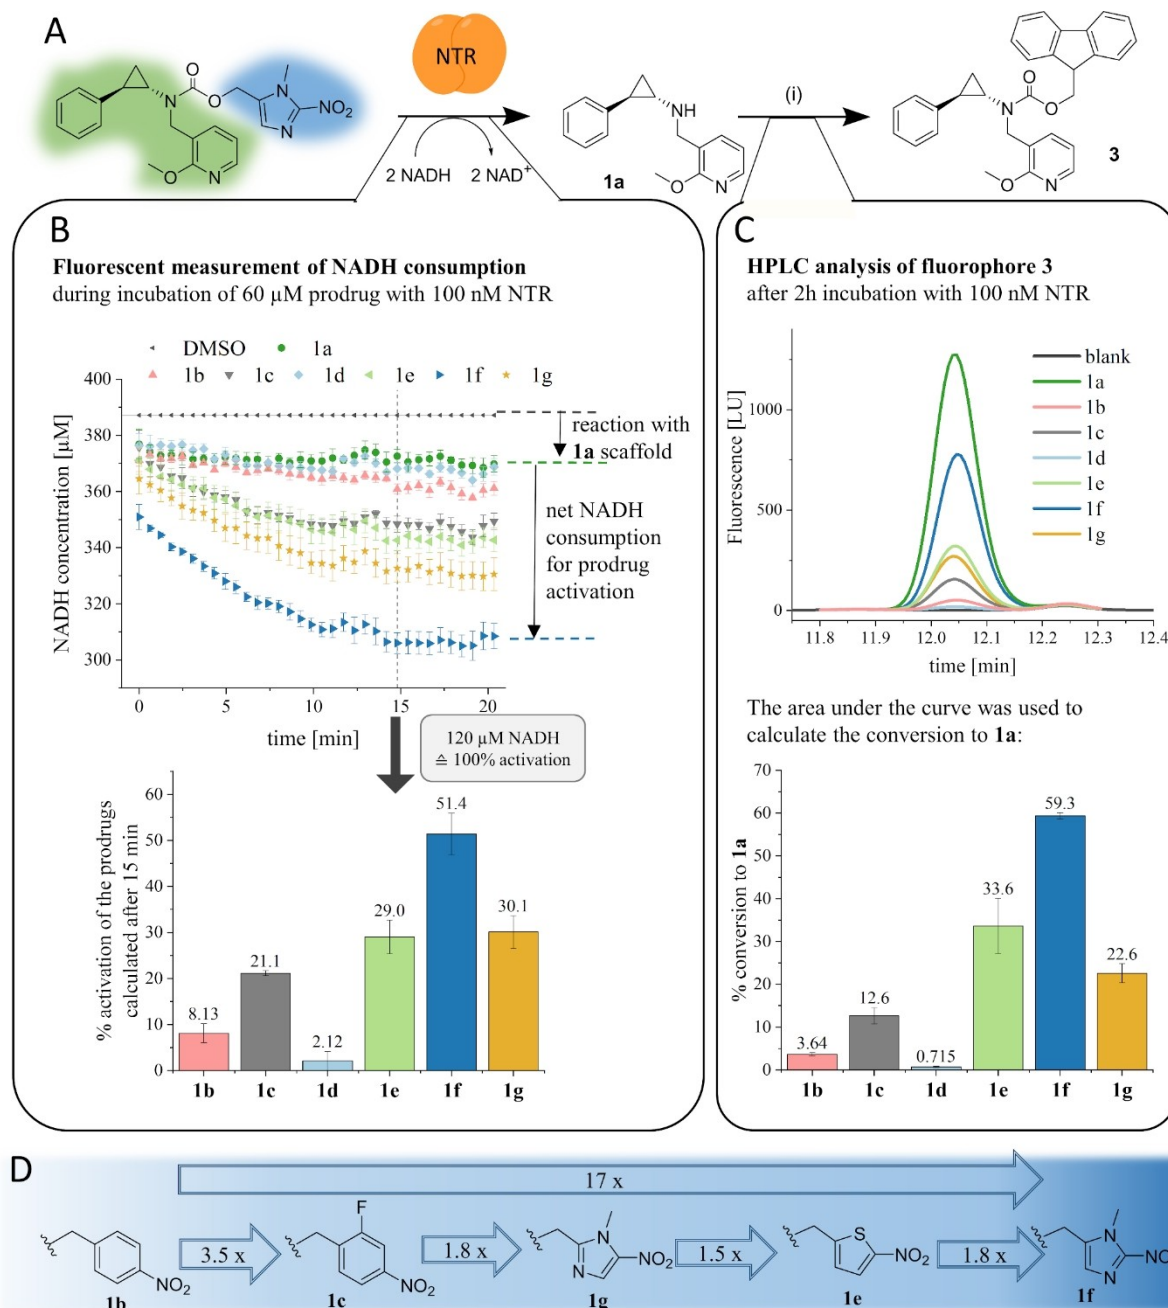 A
NTR
2 NADH
2 NAD+
(i)
O
N
O
N
N
NO2
O
N
NH
O
N
1a
O
N
O
O
N
3
B
Fluorescent measurement of NADH consumption
during incubation of 60 µM prodrug with 100 nM NTR
DMSO 1a
1b 1c 1d 1e 1f 1g
NADH concentration [µM]
400
380
360
340
320
300
0 5 10 15 20
time [min]
reaction with
1a scaffold
net NADH
consumption
for prodrug
activation
120 µM NADH
≙ 100% activation
% activation of the prodrugs
calculated after 15 min
60
50
40
30
20
10
0
8.13
21.1
2.12
29.0
51.4
30.1
1b 1c 1d 1e 1f 1g
C
HPLC analysis of fluorophore 3
after 2h incubation with 100 nM NTR
Fluorescence [LU]
1000
500
0
blank
1a
1b
1c
1d
1e
1f
1g
11.8 11.9 12.0 12.1 12.2 12.3 12.4
time [min]
The area under the curve was used to
calculate the conversion to 1a:
% conversion to 1a
70
60
50
40
30
20
10
0
3.64
12.6
0.715
33.6
59.3
22.6
1b 1c 1d 1e 1f 1g
D
17 x
NO2
1b
3.5 x
F
NO2
1c
1.8 x
N
N
NO2
1g
1.5 x
S
NO2
1e
1.8 x
N
N
NO
1f